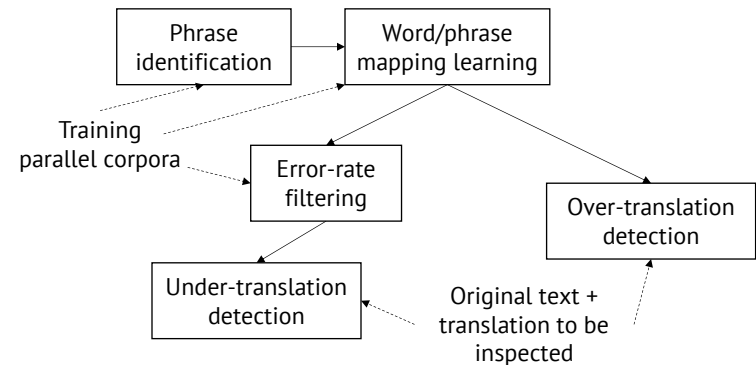 Phrase
identification
Word/phrase
mapping learning
Training
parallel corpora
Error-rate
filtering
Over-translation
detection
Under-translation
detection
Original text +
translation to be
inspected